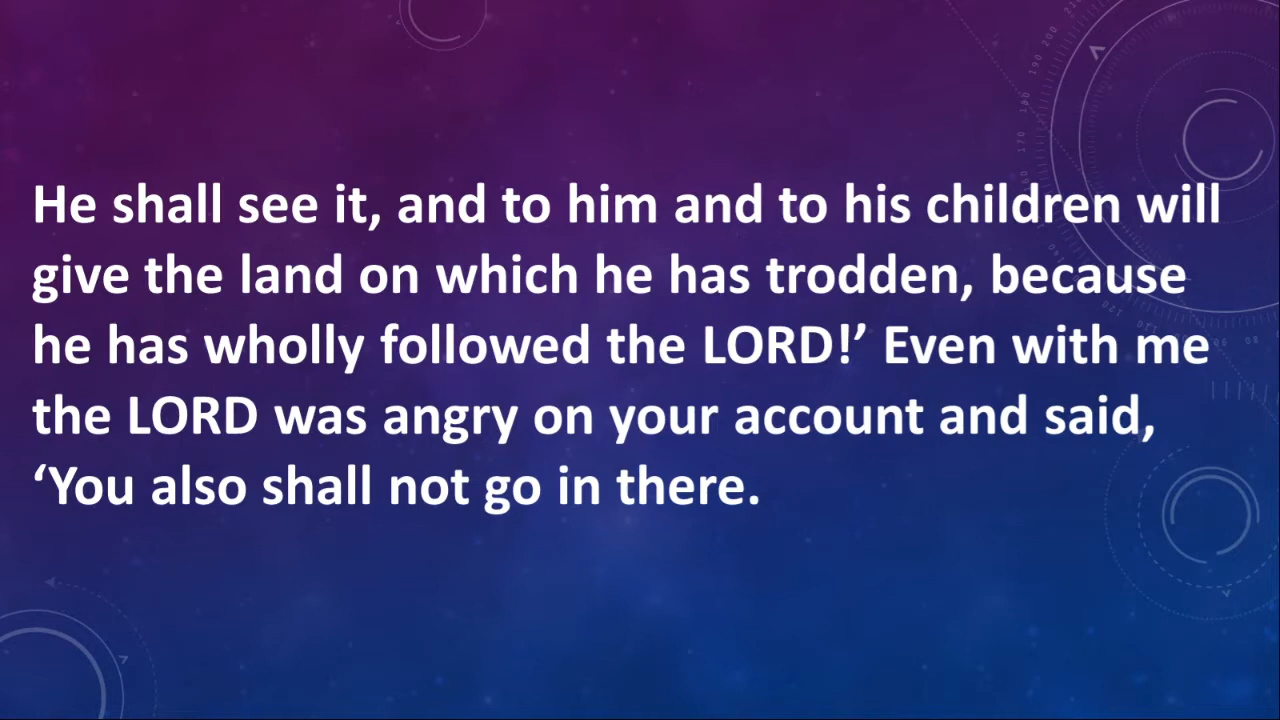 He shall see it, and to him and to his children will
give the land on which he has trodden, because
he has wholly followed the LORD!’ Even with me
the LORD was angry on your account and said,
‘You also shall not go in there.